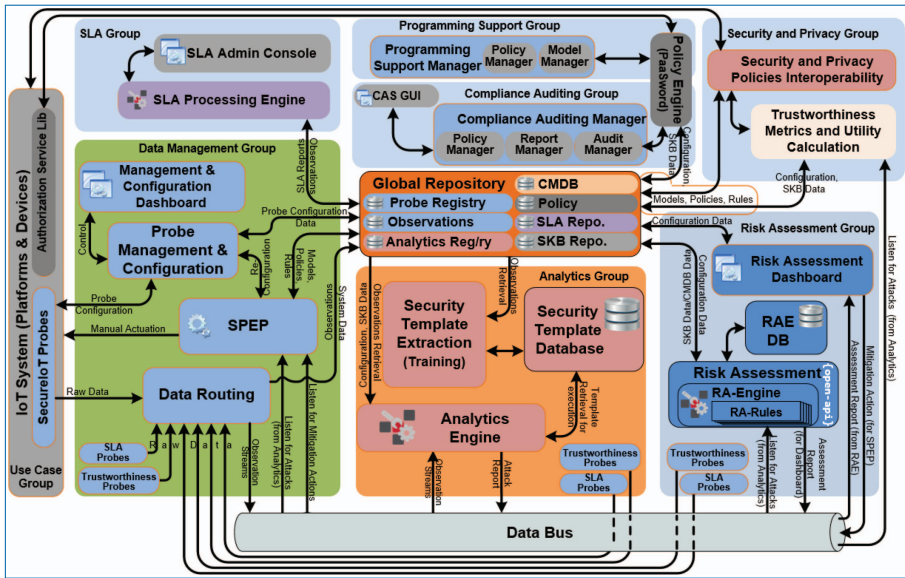 SLA Group
SLA Admin Console
SLA Processing Engine
Programming Support Group
Programming
Support Manager
Policy
Manager
Model
Manager
Policy Engine
(PaaSword)
Compliance Auditing Group
CAS GUI
Compliance Auditing Manager
Policy
Manager
Report
Manager
Audit
Manager
Security and Privacy Group
Security and Privacy
Policies Interoperability
Trustworthiness
Metrics and Utility
Calculation
IoT System (Platforms & Devices)
Authorization Service Lib
SecureIoT Probes
Use Case
Group
Data Management Group
Management &
Configuration
Dashboard
Control
Probe
Management &
Configuration
Probe
Configuration
Manual Actuation
Raw Data
SPEP
Re-
Configuration
Models,
Policies,
Rules
Data Routing
SLA
Probes
Trustworthiness
Probes
R a w D a t a
Observation
Streams
Listen for Attacks
(from Analytics)
Listen for Mitigation Actions
Observations
SLA Reports
Probe Configuration
Data
System Data
Observations
Global Repository
CMDB
Probe Registry
Policy
Observations
SLA Repo.
Analytics Reg/ry
SKB Repo.
Configuration,
SKB Data
Configuration,
SKB Data
Models, Policies, Rules
Configuration Data
Configuration Data
SKB Data/CMDB Data
Observations Retrieval
Configuration, SKB Data
Observations
Retrieval
Analytics Group
Security
Template
Extraction
(Training)
Security
Template
Database
Template
Retrieval for
execution
Analytics
Engine
Observation
Streams
Attack
Report
Trustworthiness
Probes
SLA
Probes
Risk Assessment Group
Risk Assessment
Dashboard
RAE
DB
Risk Assessment
{open-api}
RA-Engine
RA-Rules
Trustworthiness
Probes
SLA
Probes
Listen for Attacks
(from Analytics)
Assessment
Report
(for Dashboard)
Assessment Report (from RAE)
Mitigation Action (for SPEP)
Listen for Attacks (from Analytics)
Data Bus